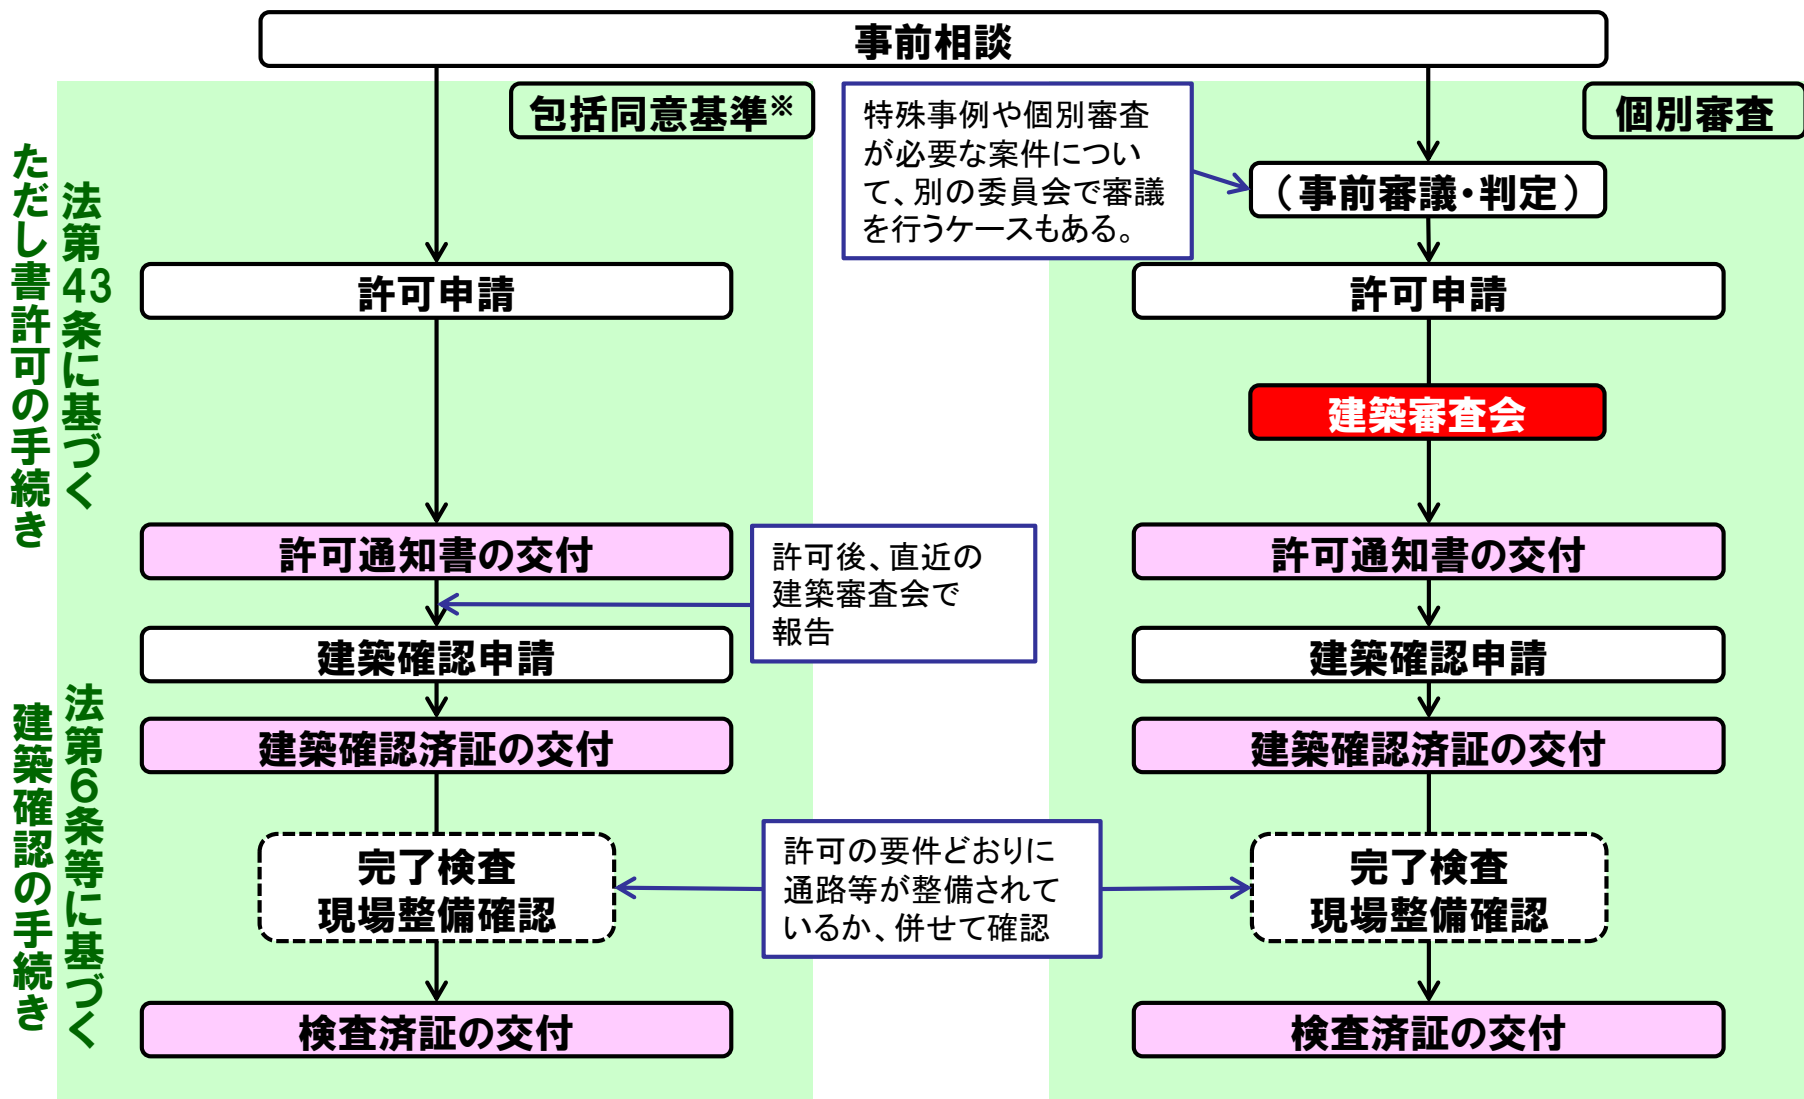 事前相談
包括同意基準※
個別審査
特殊事例や個別審査
が必要な案件につい
て、別の委員会で審議
を行うケースもある。
（事前審議・判定）
法第43条に基づく
ただし書許可の手続き
許可申請
許可申請
建築審査会
許可通知書の交付
許可後、直近の
建築審査会で
報告
許可通知書の交付
建築確認申請
建築確認申請
法第6条等に基づく
建築確認の手続き
建築確認済証の交付
建築確認済証の交付
完了検査
現場整備確認
許可の要件どおりに
通路等が整備されて
いるか、併せて確認
完了検査
現場整備確認
検査済証の交付
検査済証の交付